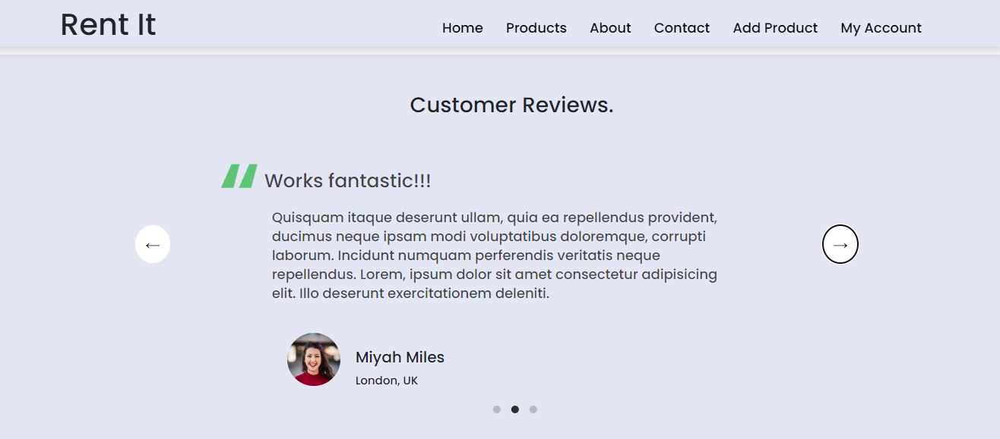 Rent It
Home Products About Contact Add Product My Account
Customer Reviews.
Works fantastic!!!
Quisquam itaque deserunt ullam, quia ea repellendus provident,
ducimus neque ipsam modi voluptatibus doloremque, corrupti
laborum. Incidunt numquam perferendis veritatis neque
repellendus. Lorem, ipsum dolor sit amet consectetur adipisicing
elit. Illo deserunt exercitationem deleniti.
Miyah Miles
London, UK